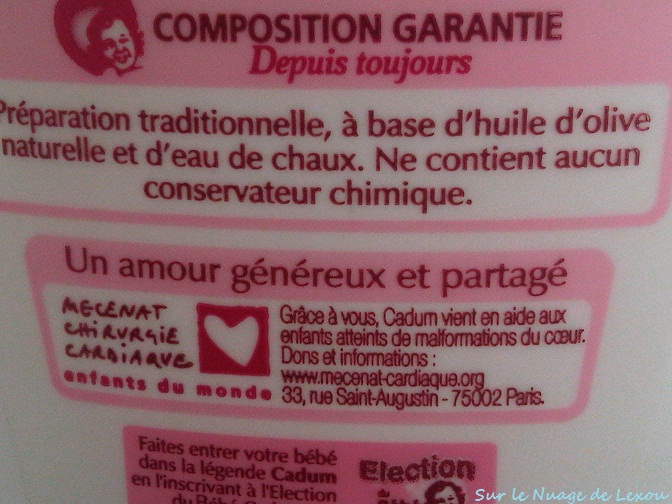 COMPOSITION GARANTIE
Depuis toujours
Préparation traditionnelle, à base d'huile d'olive
naturelle et d'eau de chaux. Ne contient aucun
conservateur chimique.
Un amour généreux et partagé
MECENAT
CHIRURGIE
CARDIAQUE
enfants du monde
Grâce à vous, Cadum vient en aide aux
enfants atteints de malformations du cœur.
Dons et informations :
www.mecenat-cardiaque.org
33, rue Saint-Augustin - 75002 Paris.
Faites entrer votre bébé
dans la légende Cadum
en l'inscrivant à l'Election
du Bébé
Election
Sur le Nuage de Lexou